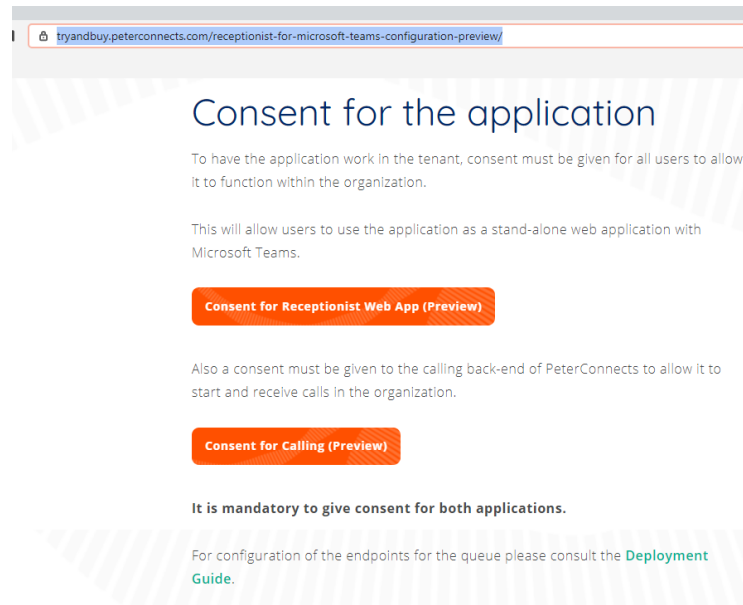 tryandbuy.peterconnects.com/receptionist-for-microsoft-teams-configuration-preview/
Consent for the application
To have the application work in the tenant, consent must be given for all users to allow
it to function within the organization.
This will allow users to use the application as a stand-alone web application with
Microsoft Teams.
Consent for Receptionist Web App (Preview)
Also a consent must be given to the calling back-end of PeterConnects to allow it to
start and receive calls in the organization.
Consent for Calling (Preview)
It is mandatory to give consent for both applications.
For configuration of the endpoints for the queue please consult the Deployment
Guide.